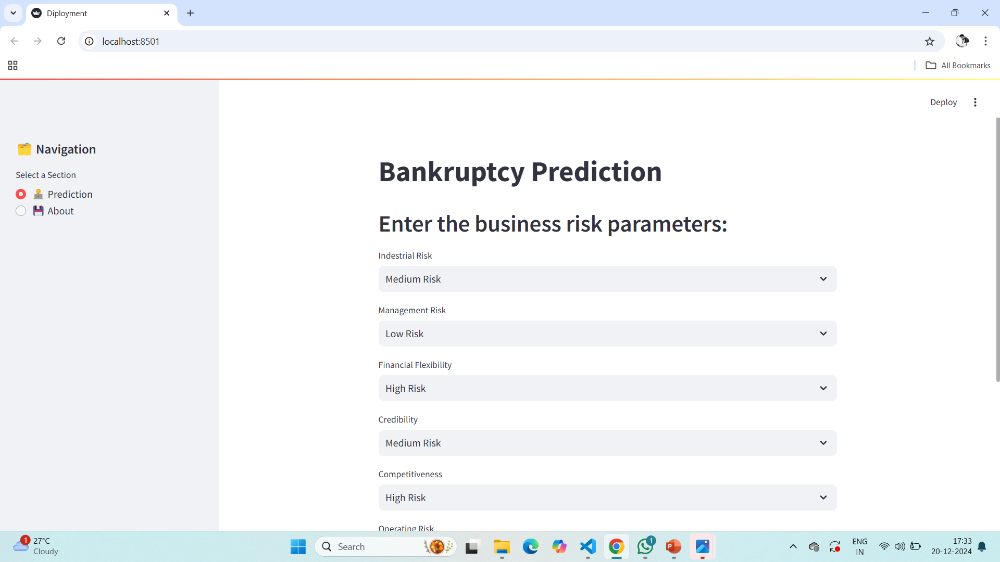 Diployment
localhost:8501
All Bookmarks
Deploy
Navigation
Select a Section
Prediction
About
Bankruptcy Prediction
Enter the business risk parameters:
Indestrial Risk
Medium Risk
Management Risk
Low Risk
Financial Flexibility
High Risk
Credibility
Medium Risk
Competitiveness
High Risk
Operating Risk
1
27°C
Cloudy
Search
1
P
ENG
IN
17:33
20-12-2024